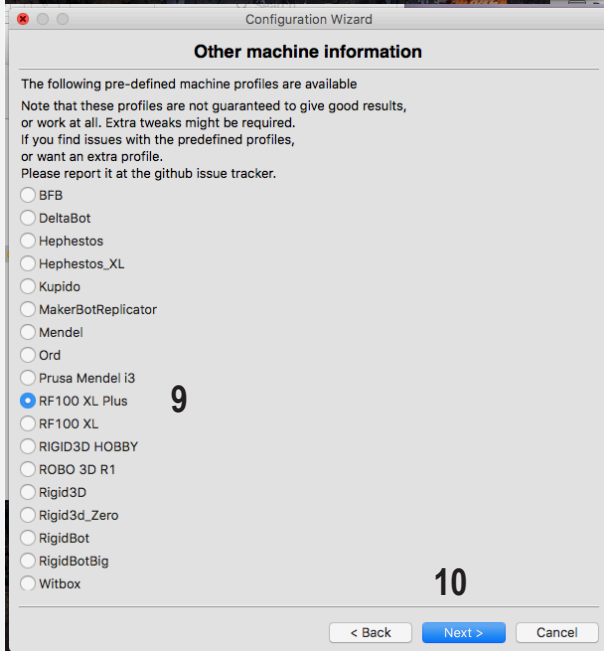 Configuration Wizard
Other machine information
The following pre-defined machine profiles are available
Note that these profiles are not guaranteed to give good results,
or work at all. Extra tweaks might be required.
If you find issues with the predefined profiles,
or want an extra profile.
Please report it at the github issue tracker.
BFB
DeltaBot
Hephestos
Hephestos_XL
Kupido
MakerBotReplicator
Mendel
Ord
Prusa Mendel i3
RF100 XL Plus 9
RF100 XL
RIGID3D HOBBY
ROBO 3D R1
Rigid3D
Rigid3d_Zero
RigidBot
RigidBotBig
Witbox
10
< Back Next > Cancel